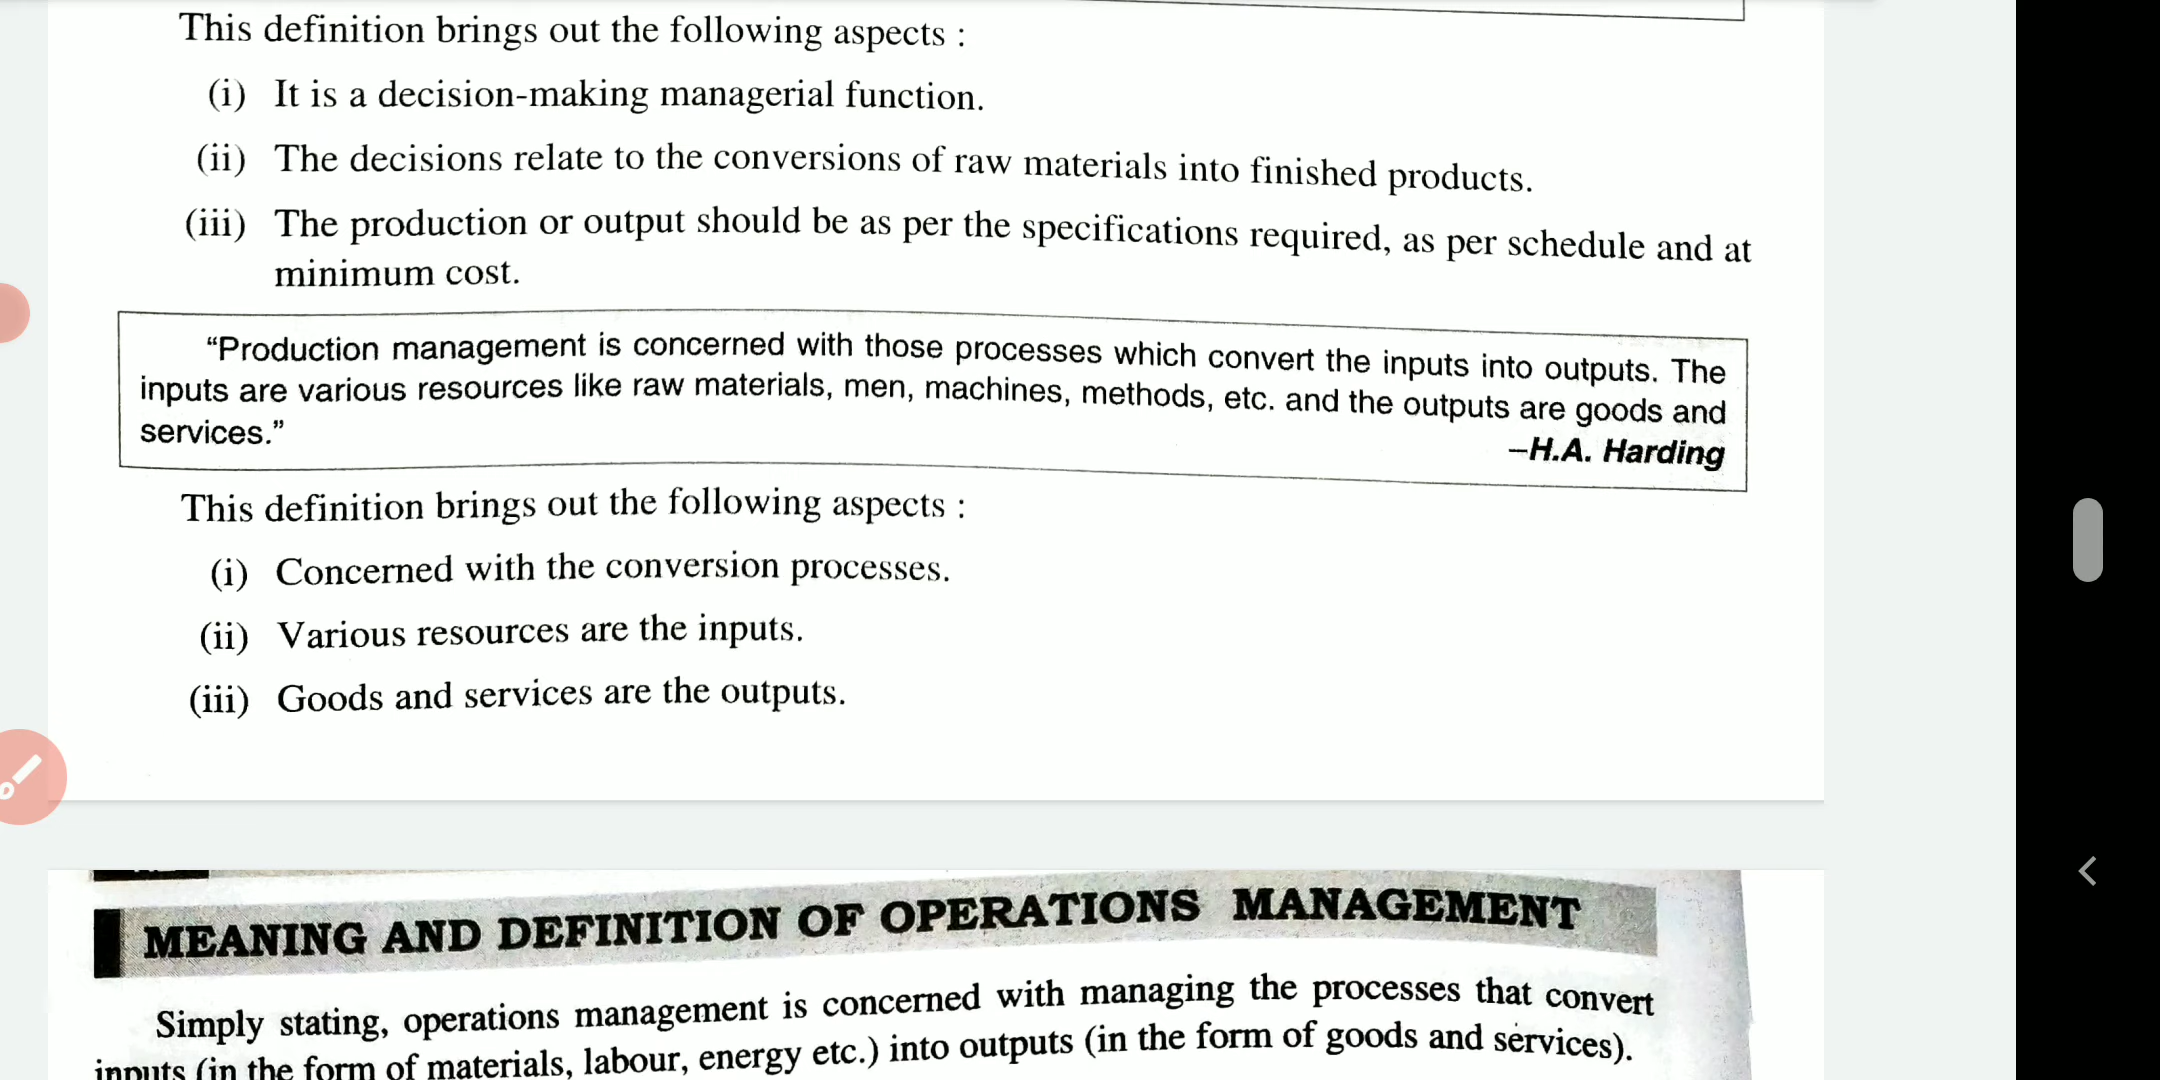 This definition brings out the following aspects :
(i) It is a decision-making managerial function.
(ii) The decisions relate to the conversions of raw materials into finished products.
(iii) The production or output should be as per the specifications required, as per schedule and at
minimum cost.
“Production management is concerned with those processes which convert the inputs into outputs. The
inputs are various resources like raw materials, men, machines, methods, etc. and the outputs are goods and
services.”
–H.A. Harding
This definition brings out the following aspects :
(i) Concerned with the conversion processes.
(ii) Various resources are the inputs.
(iii) Goods and services are the outputs.
MEANING AND DEFINITION OF OPERATIONS MANAGEMENT
Simply stating, operations management is concerned with managing the processes that convert
inputs (in the form of materials, labour, energy etc.) into outputs (in the form of goods and services).